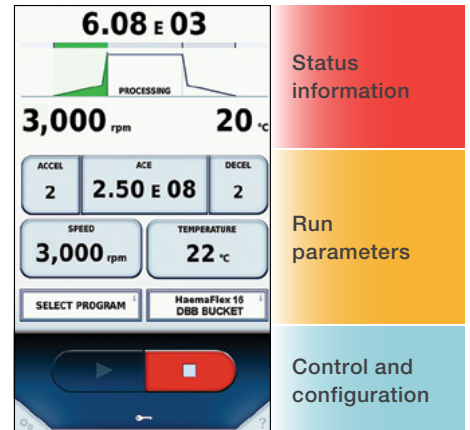 6.08 E 03
PROCESSING
3,000 rpm 20 °C
ACCEL ACE DECEL
2 2.50 E 08 2
SPEED TEMPERATURE
3,000 rpm 22 °C
SELECT PROGRAM i HaemaFlex 16 i
DBB BUCKET
?
Status
information
Run
parameters
Control and
configuration